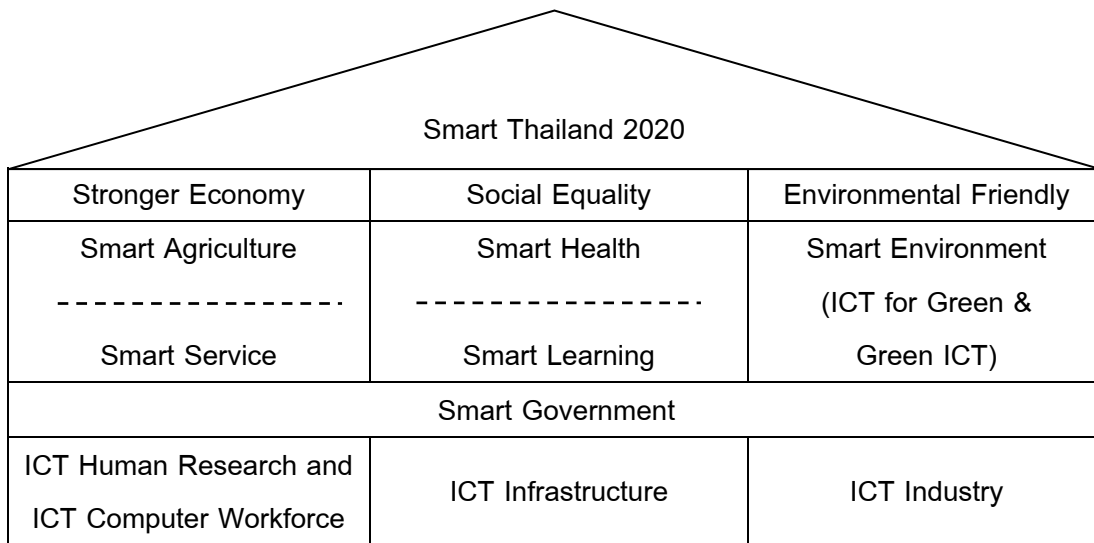 Smart Thailand 2020
Stronger Economy
Social Equality
Environmental Friendly
Smart Agriculture
Smart Service
Smart Health
Smart Learning
Smart Environment
(ICT for Green &
Green ICT)
Smart Government
ICT Human Research and
ICT Computer Workforce
ICT Infrastructure
ICT Industry